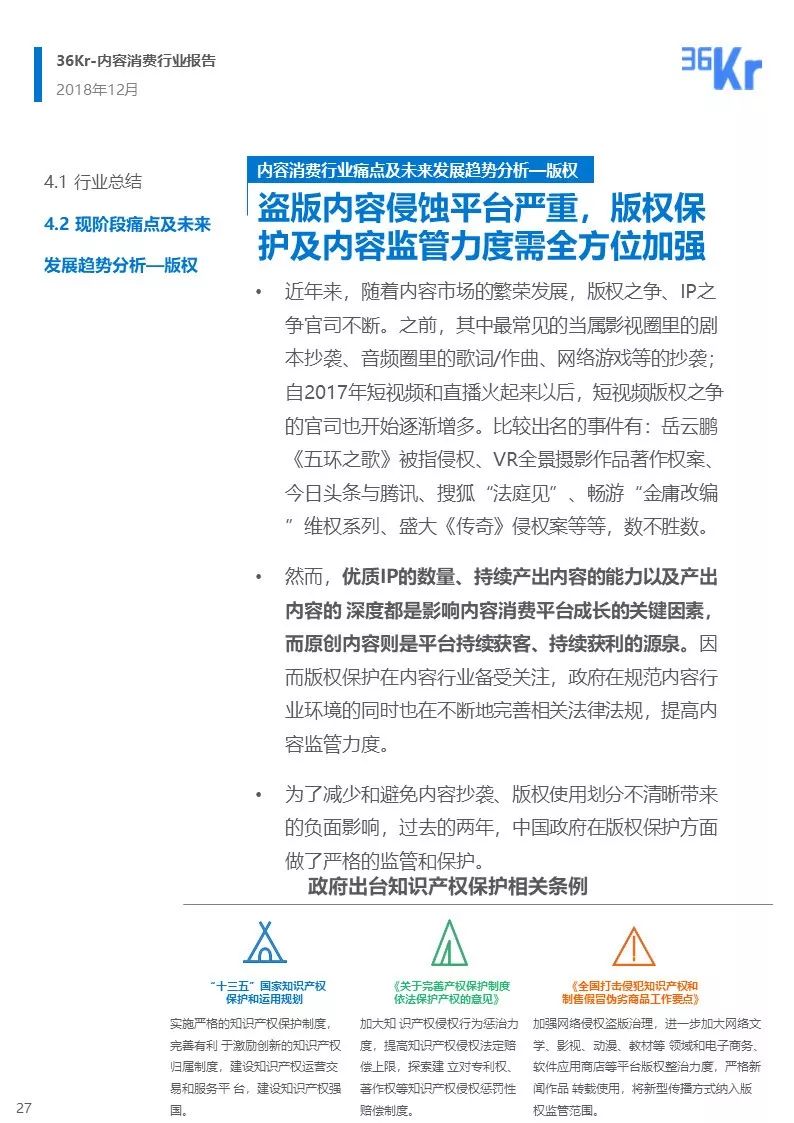 36Kr-内容消费行业报告
2018年12月
36Kr
4.1 行业总结
4.2 现阶段痛点及未来
发展趋势分析—版权
内容消费行业痛点及未来发展趋势分析—版权
盗版内容侵蚀平台严重，版权保
护及内容监管力度需全方位加强
• 近年来，随着内容市场的繁荣发展，版权之争、IP之
争官司不断。之前，其中最常见的当属影视圈里的剧
本抄袭、音频圈里的歌词/作曲、网络游戏等的抄袭；
自2017年短视频和直播火起来以后，短视频版权之争
的官司也开始逐渐增多。比较出名的事件有：岳云鹏
《五环之歌》被指侵权、VR全景摄影作品著作权案、
今日头条与腾讯、搜狐“法庭见”、畅游“金庸改编
”维权系列、盛大《传奇》侵权案等等，数不胜数。
• 然而，优质IP的数量、持续产出内容的能力以及产出
内容的 深度都是影响内容消费平台成长的关键因素，
而原创内容则是平台持续获客、持续获利的源泉。因
而版权保护在内容行业备受关注，政府在规范内容行
业环境的同时也在不断地完善相关法律法规，提高内
容监管力度。
• 为了减少和避免内容抄袭、版权使用划分不清晰带来
的负面影响，过去的两年，中国政府在版权保护方面
做了严格的监管和保护。
政府出台知识产权保护相关条例
“十三五”国家知识产权
保护和运用规划
实施严格的知识产权保护制度，
完善有利 于激励创新的知识产权
归属制度，建设知识产权运营交
易和服务平 台，建设知识产权强
国。
《关于完善产权保护制度
依法保护产权的意见》
加大知 识产权侵权行为惩治力
度，提高知识产权侵权法定赔
偿上限，探索建 立对专利权、
著作权等知识产权侵权惩罚性
赔偿制度。
《全国打击侵犯知识产权和
制售假冒伪劣商品工作要点》
加强网络侵权盗版治理，进一步加大网络文
学、影视、动漫、教材等 领域和电子商务、
软件应用商店等平台版权整治力度，严格新
闻作品 转载使用，将新型传播方式纳入版
权监管范围。
27